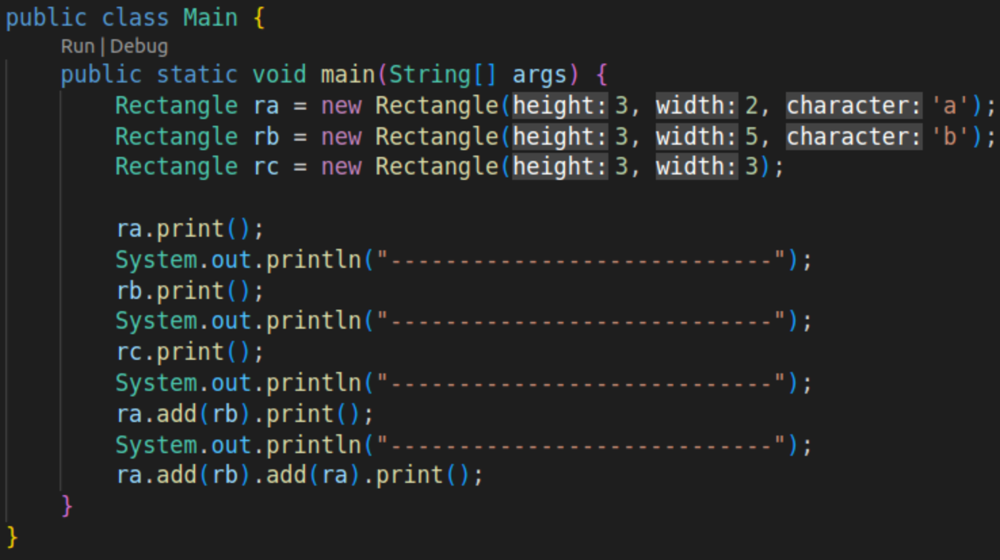 public class Main {
Run | Debug
public static void main(String[] args) {
Rectangle ra = new Rectangle(height: 3, width: 2, character: 'a');
Rectangle rb = new Rectangle(height: 3, width: 5, character: 'b');
Rectangle rc = new Rectangle(height: 3, width: 3);
ra.print();
System.out.println("----------------------------");
rb.print();
System.out.println("----------------------------");
rc.print();
System.out.println("----------------------------");
ra.add(rb).print();
System.out.println("----------------------------");
ra.add(rb).add(ra).print();
}
}